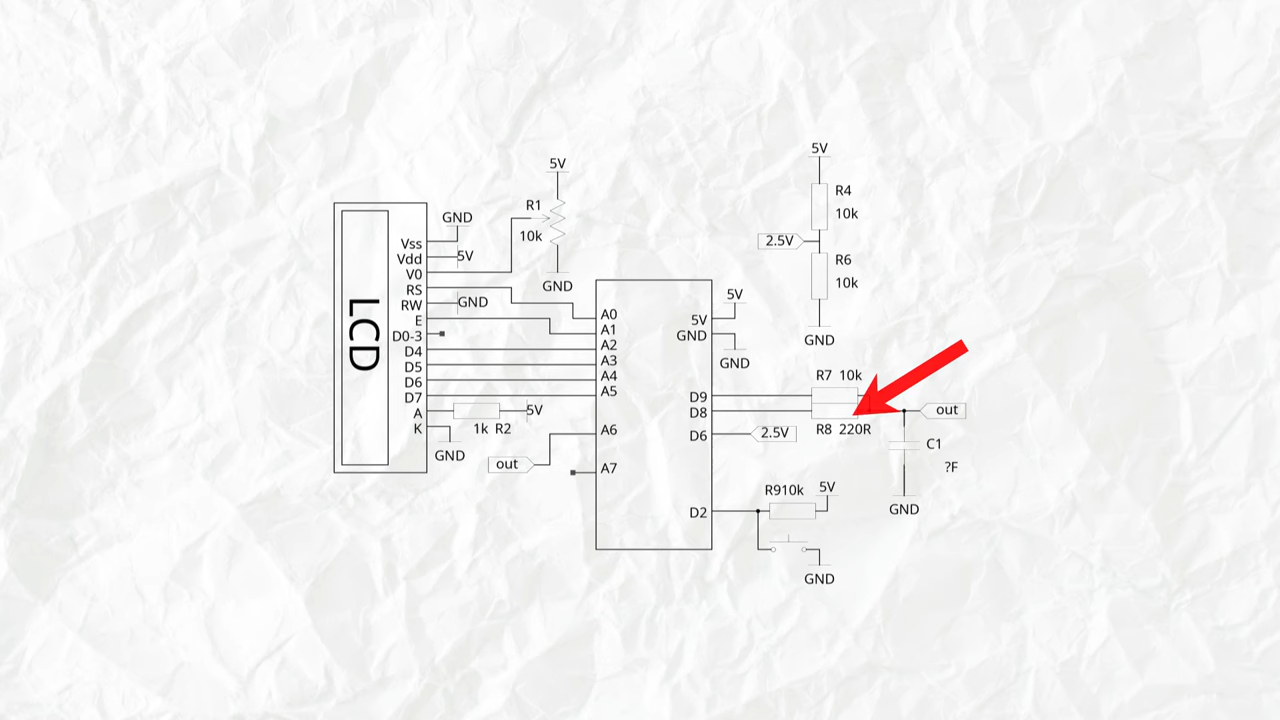 LCD
Vss
Vdd
V0
RS
RW
E
D0-3
D4
D5
D6
D7
A
K
GND
5V
GND
1k R2
5V
GND
out
5V
R1
10k
GND
A0
A1
A2
A3
A4
A5
A6
A7
5V
GND
D9
D8
D6
D2
5V
GND
5V
R4
10k
2.5V
R6
10k
GND
R7 10k
R8 220R
out
C1
?F
GND
2.5V
R910k
5V
GND